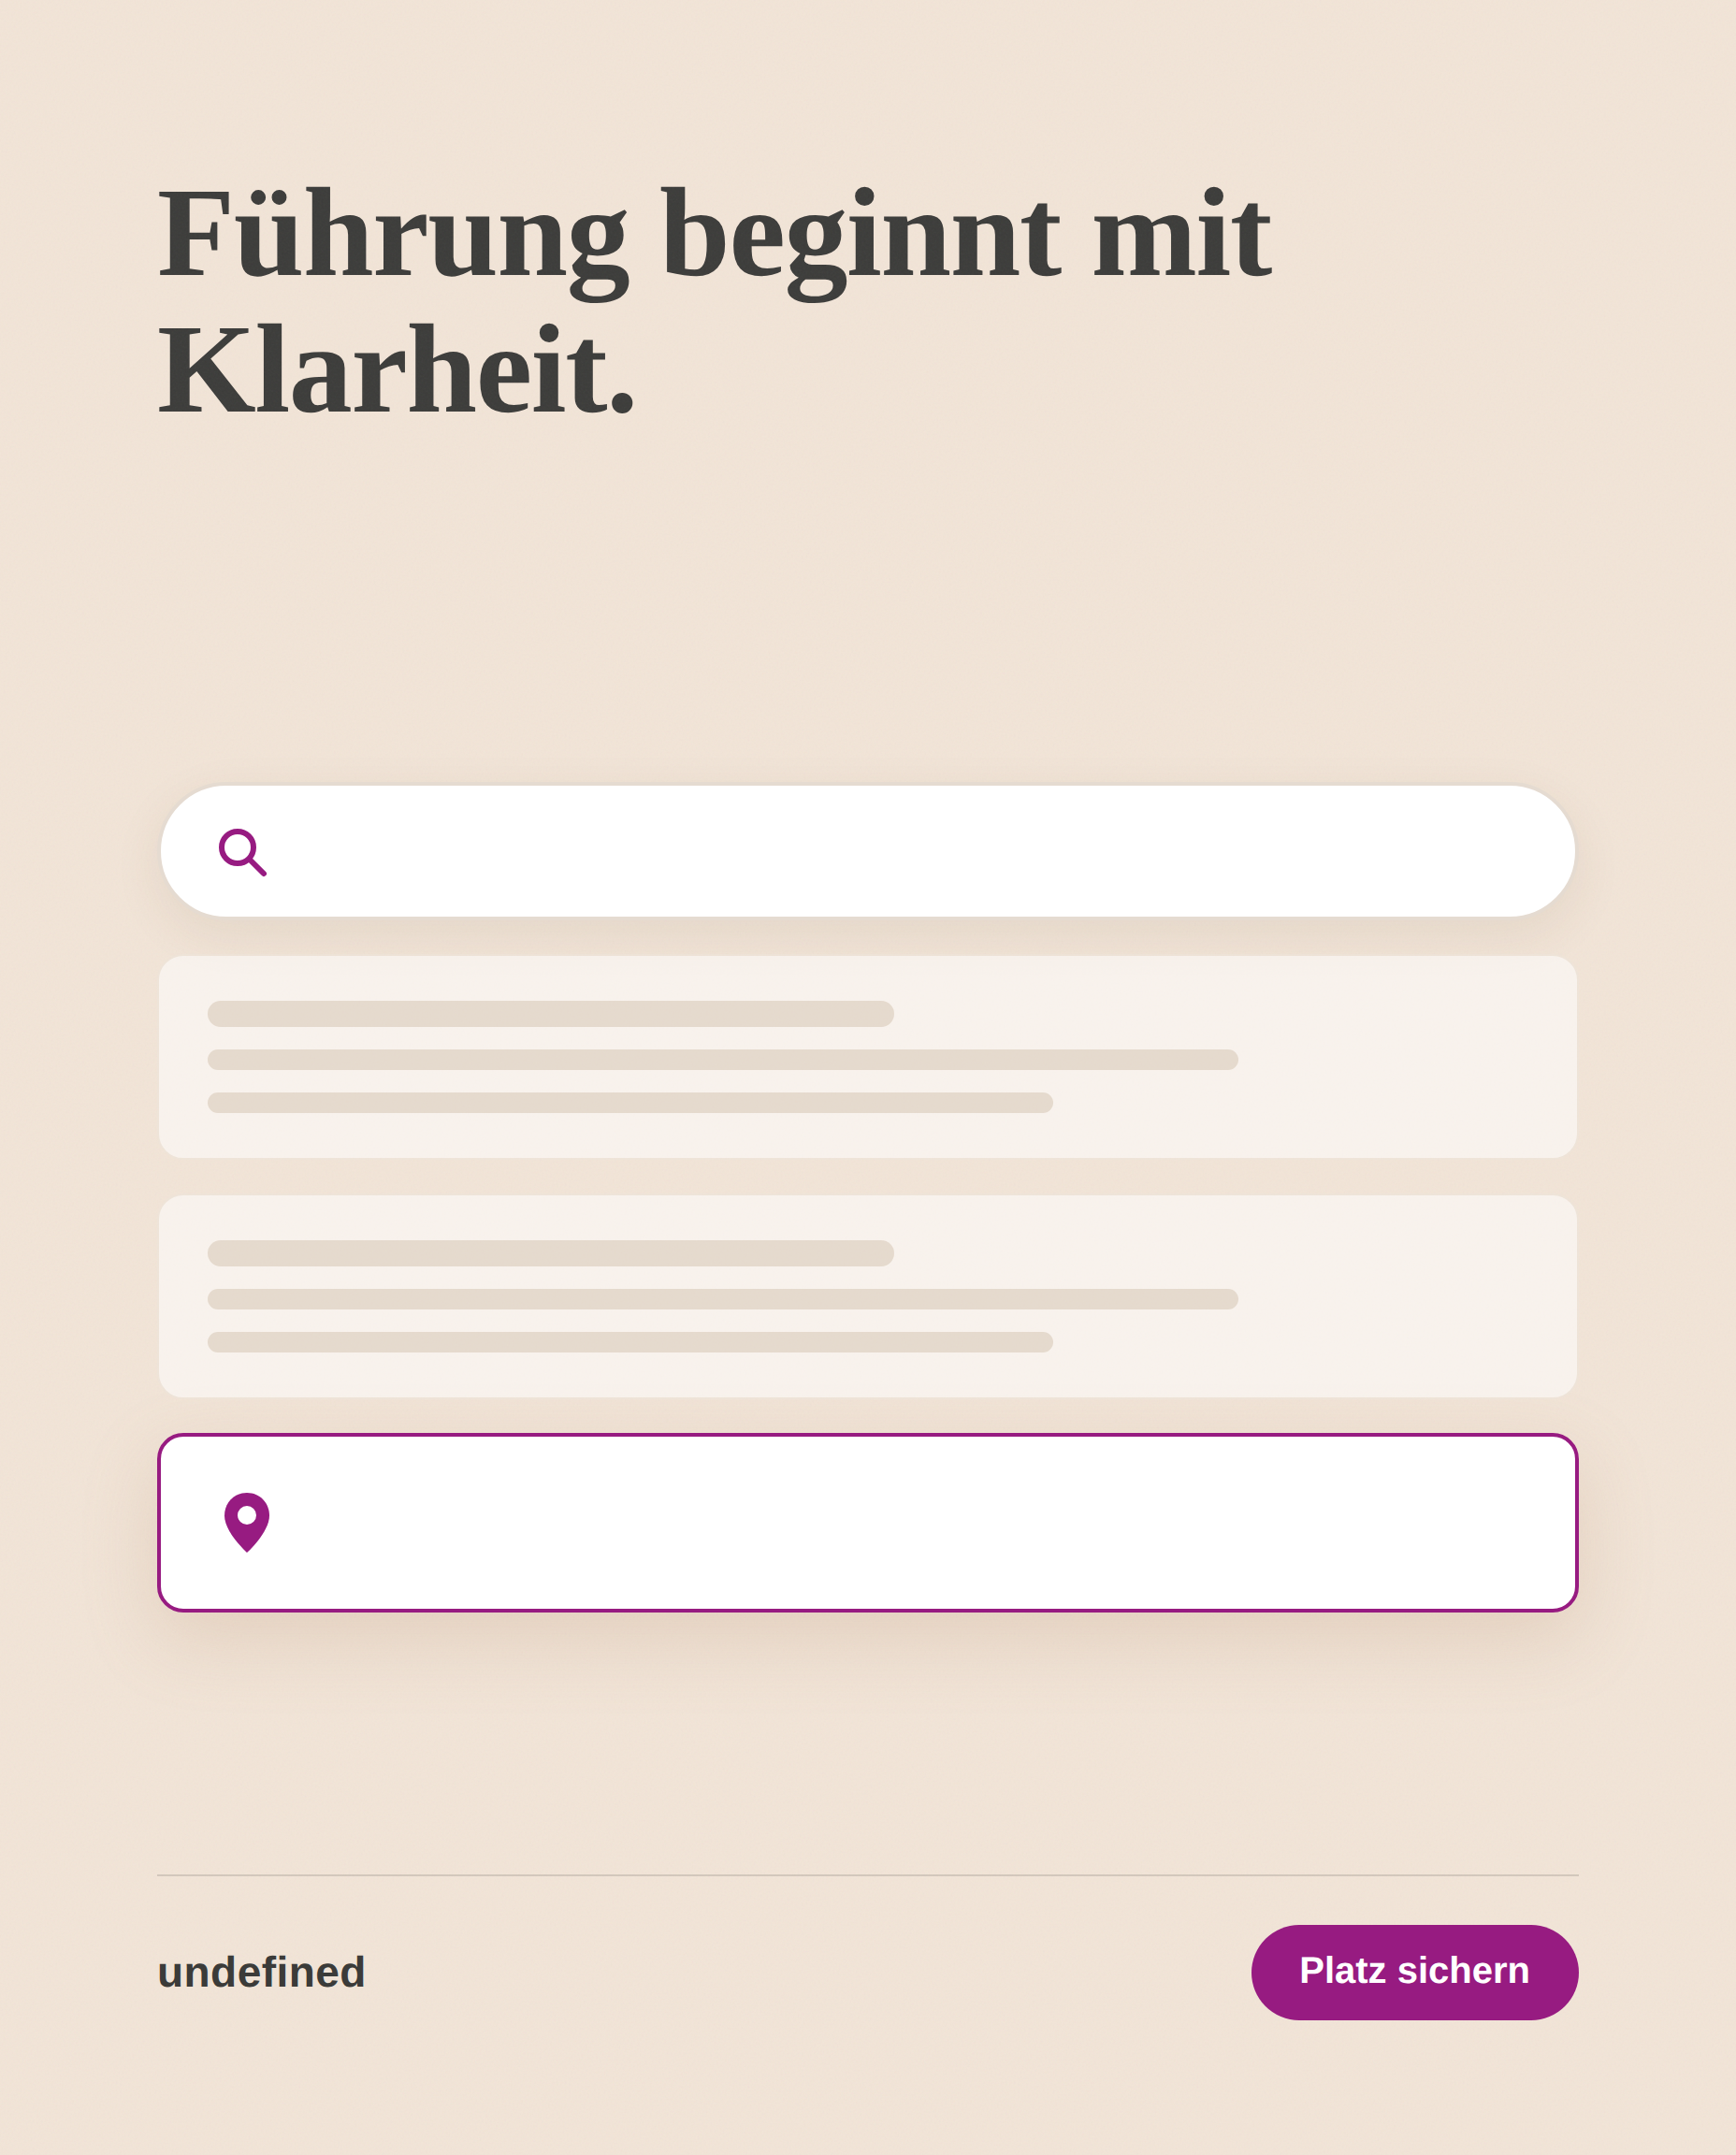 Führung beginnt mit
Klarheit.
undefined
Platz sichern